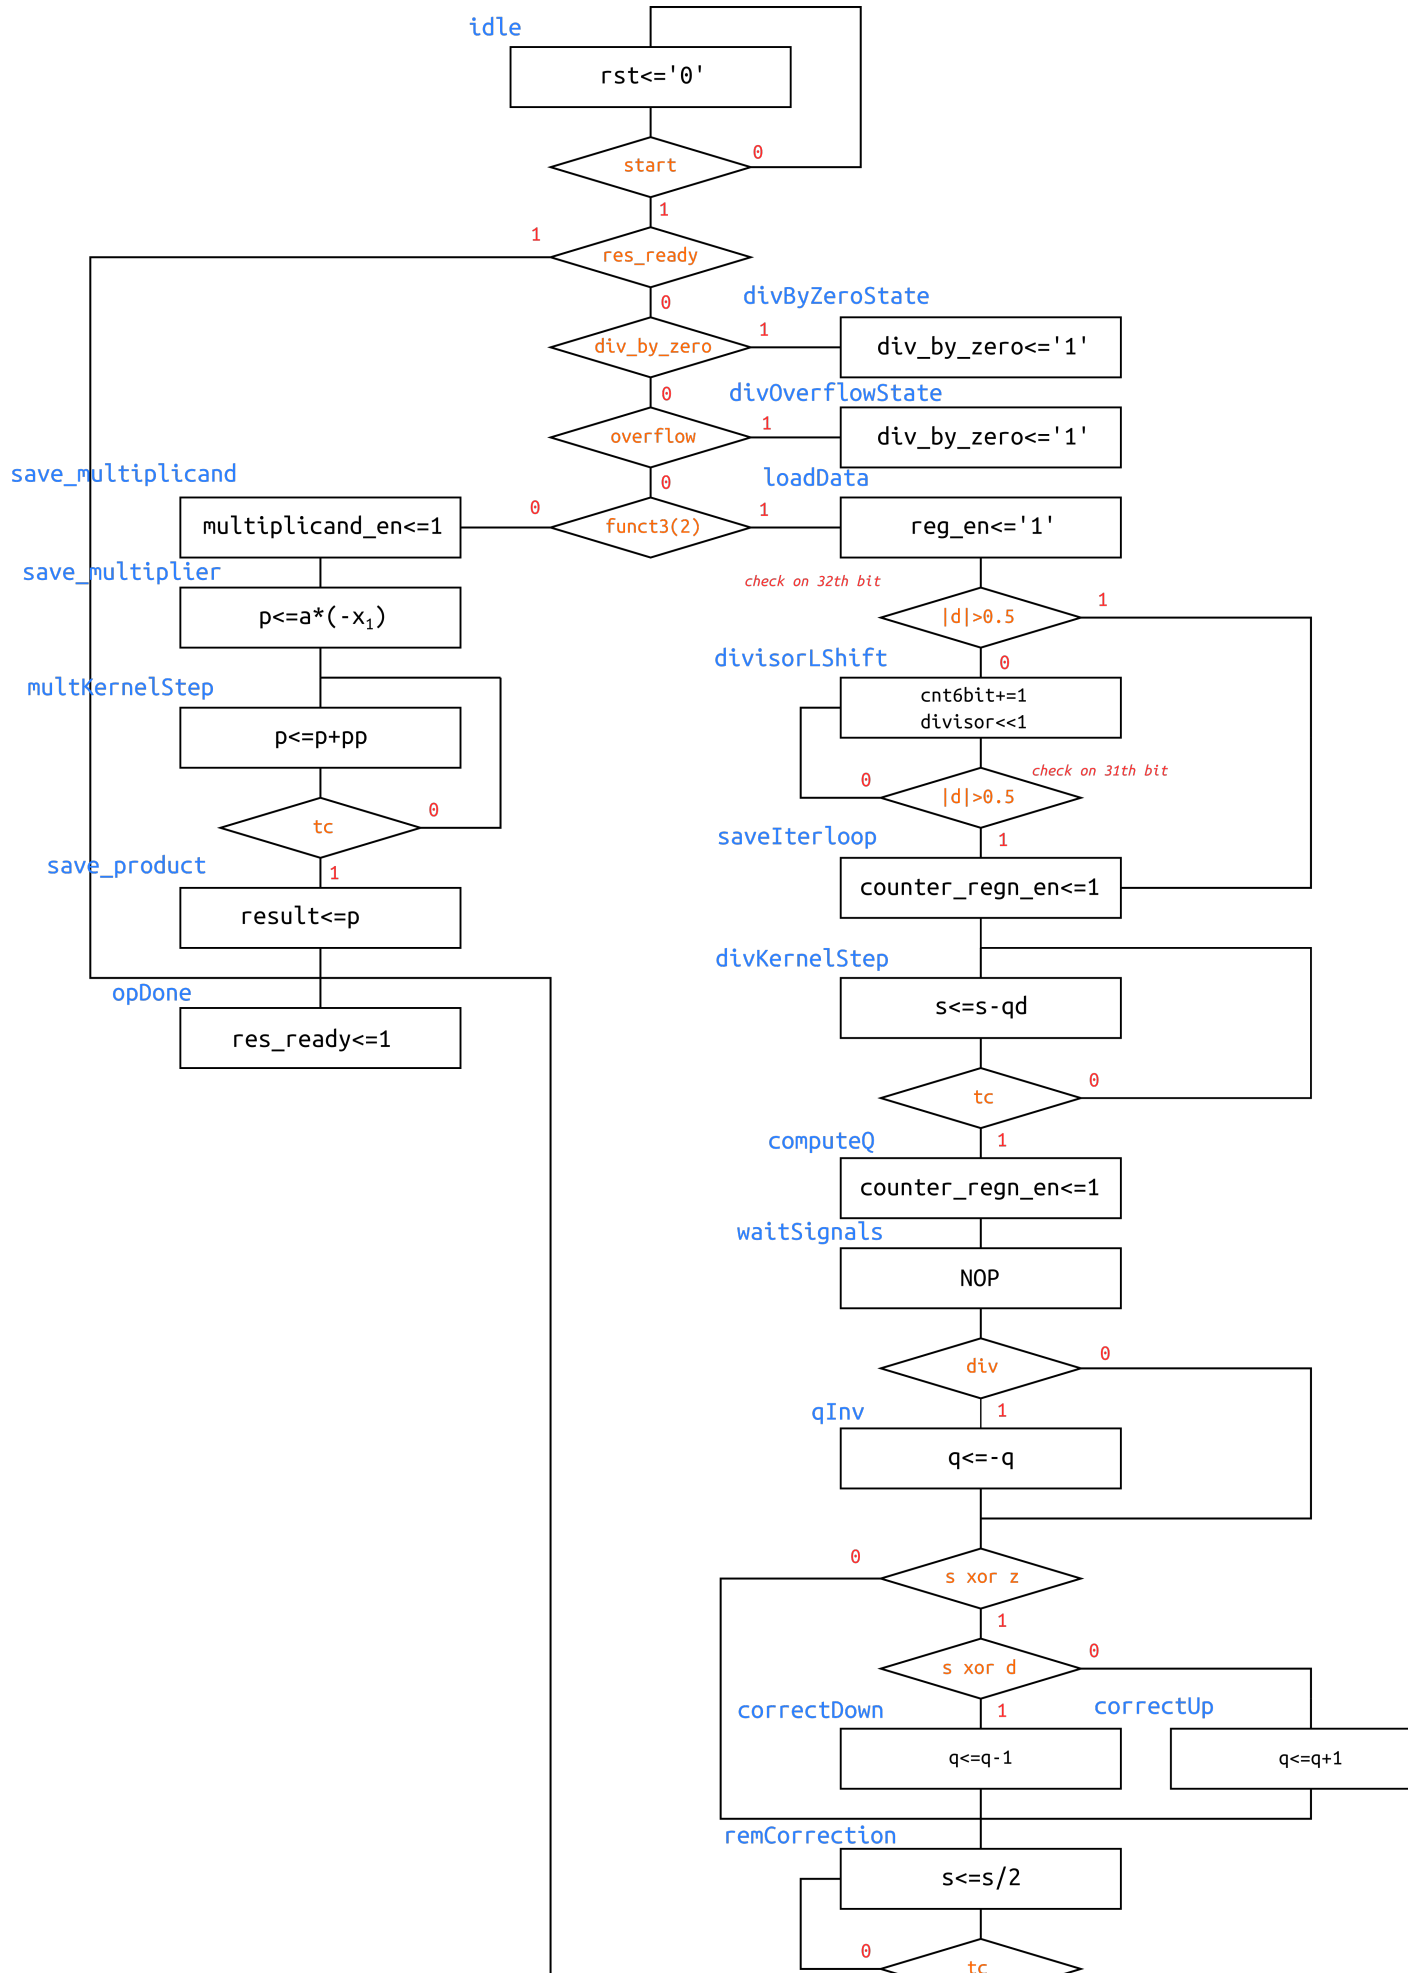 idle
rst<='0'
0
start
1
1
res_ready
0
divByZeroState
1
div_by_zero
div_by_zero<='1'
0
divOverflowState
1
overflow
div_by_zero<='1'
save_multiplicand
0
loadData
0
1
multiplicand_en<=1
funct3(2)
reg_en<='1'
save_multiplier
check on 32th bit
1
p<=a*(-x₁)
|d|>0.5
divisorLShift
0
multKernelStep
cnt6bit+=1
divisor<<1
p<=p+pp
check on 31th bit
0
|d|>0.5
0
tc
saveIterloop
1
save_product
1
counter_regn_en<=1
result<=p
divKernelStep
opDone
s<=s-qd
res_ready<=1
0
tc
computeQ
1
counter_regn_en<=1
waitSignals
NOP
0
div
qInv
1
q<=-q
0
s xor z
1
0
s xor d
correctDown
1
correctUp
q<=q-1
q<=q+1
remCorrection
s<=s/2
0
tc